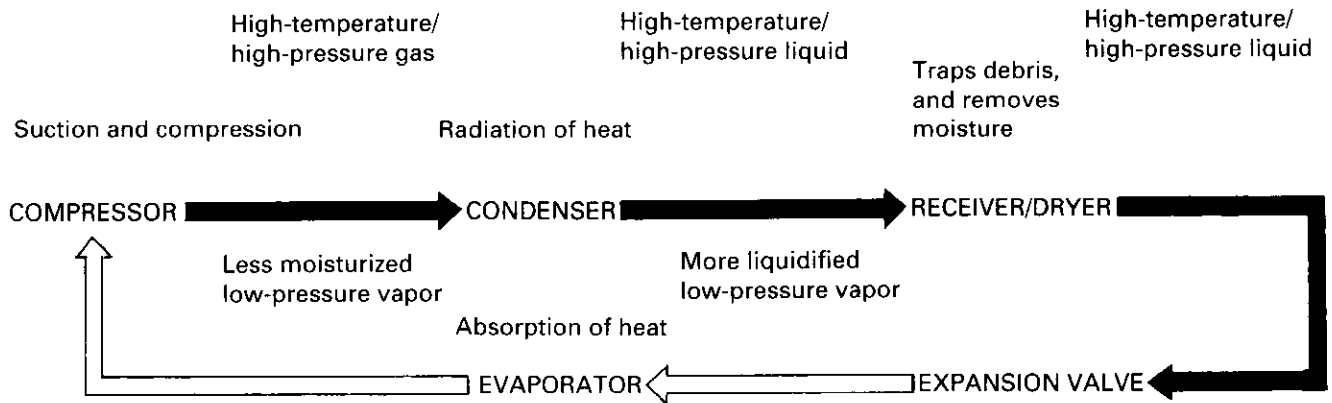 High-temperature/
high-pressure gas
High-temperature/
high-pressure liquid
High-temperature/
high-pressure liquid
Traps debris,
and removes
moisture
Suction and compression
Radiation of heat
COMPRESSOR
CONDENSER
RECEIVER/DRYER
Less moisturized
low-pressure vapor
More liquidified
low-pressure vapor
Absorption of heat
EVAPORATOR
EXPANSION VALVE